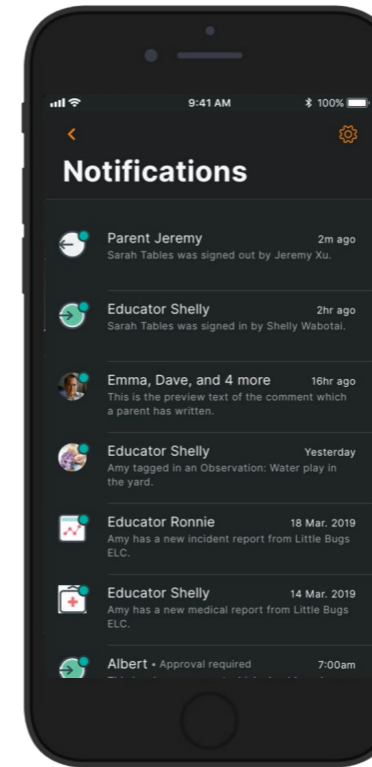 9:41 AM
100%
Notifications
Parent Jeremy 2m ago
Sarah Tables was signed out by Jeremy Xu.
Educator Shelly 2hr ago
Sarah Tables was signed in by Shelly Wabotai.
Emma, Dave, and 4 more 16hr ago
This is the preview text of the comment which
a parent has written.
Educator Shelly Yesterday
Amy tagged in an Observation: Water play in
the yard.
Educator Ronnie 18 Mar. 2019
Amy has a new incident report from Little Bugs
ELC.
Educator Shelly 14 Mar. 2019
Amy has a new medical report from Little Bugs
ELC.
Albert • Approval required 7:00am